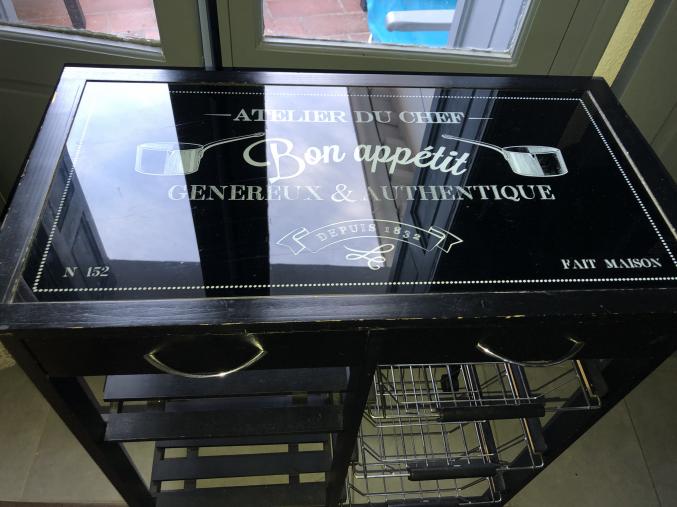 ATELIER DU CHEF
Bon appétit
GENEREUX & AUTHENTIQUE
DEPUIS 1832
N 152
FAIT MAISON